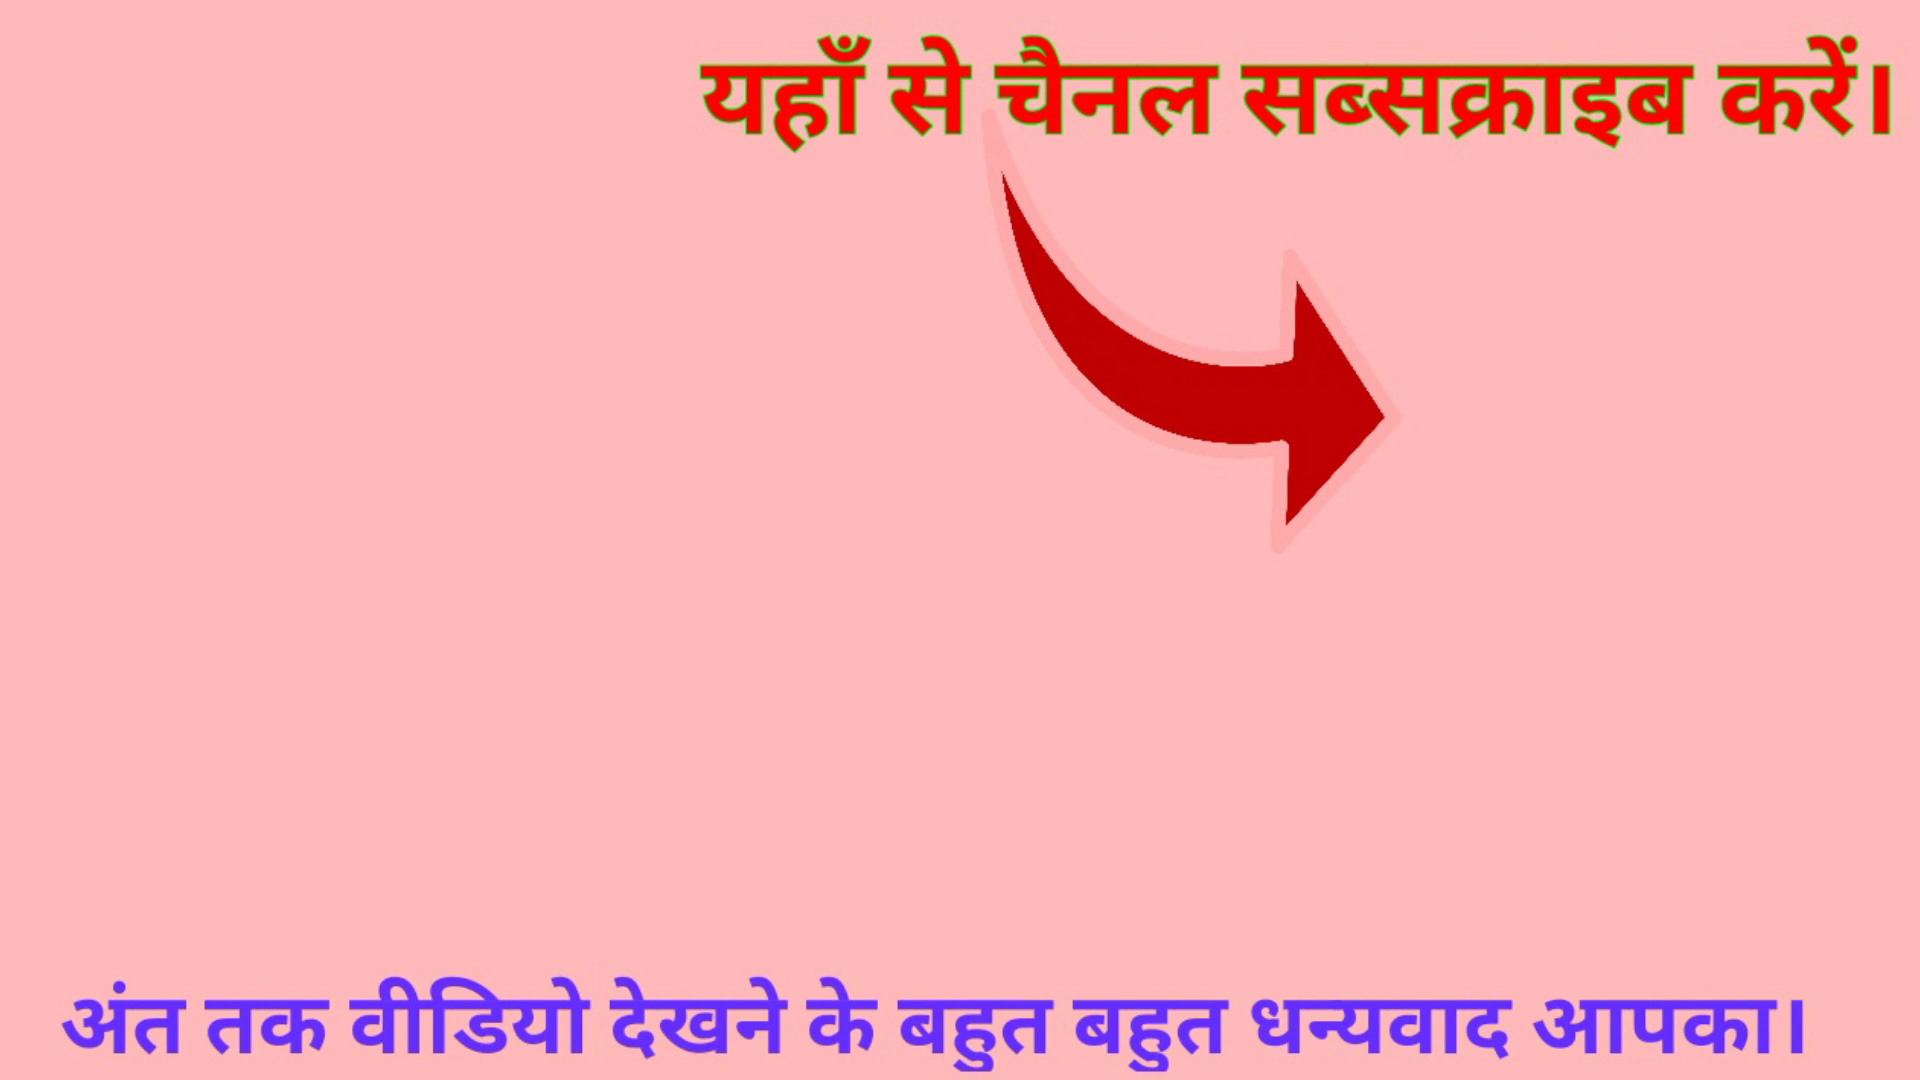 यहाँ से चैनल सब्सक्राइब करें।
अंत तक वीडियो देखने के बहुत बहुत धन्यवाद आपका।